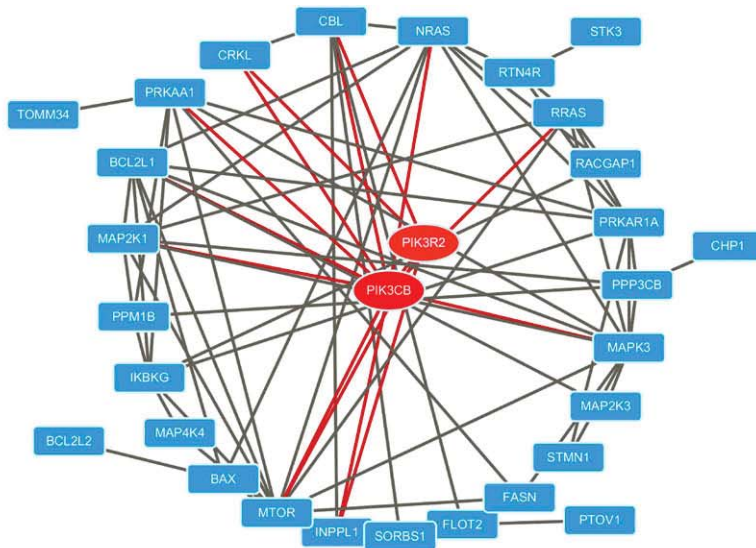 CBL
NRAS
STK3
CRKL
RTN4R
PRKAA1
RRAS
TOMM34
BCL2L1
RACGAP1
PRKAR1A
MAP2K1
PIK3R2
CHP1
PIK3CB
PPP3CB
PPM1B
MAPK3
IKBKG
MAP2K3
MAP4K4
BCL2L2
STMN1
BAX
FASN
MTOR
PTOV1
INPPL1
SORBS1
FLOT2